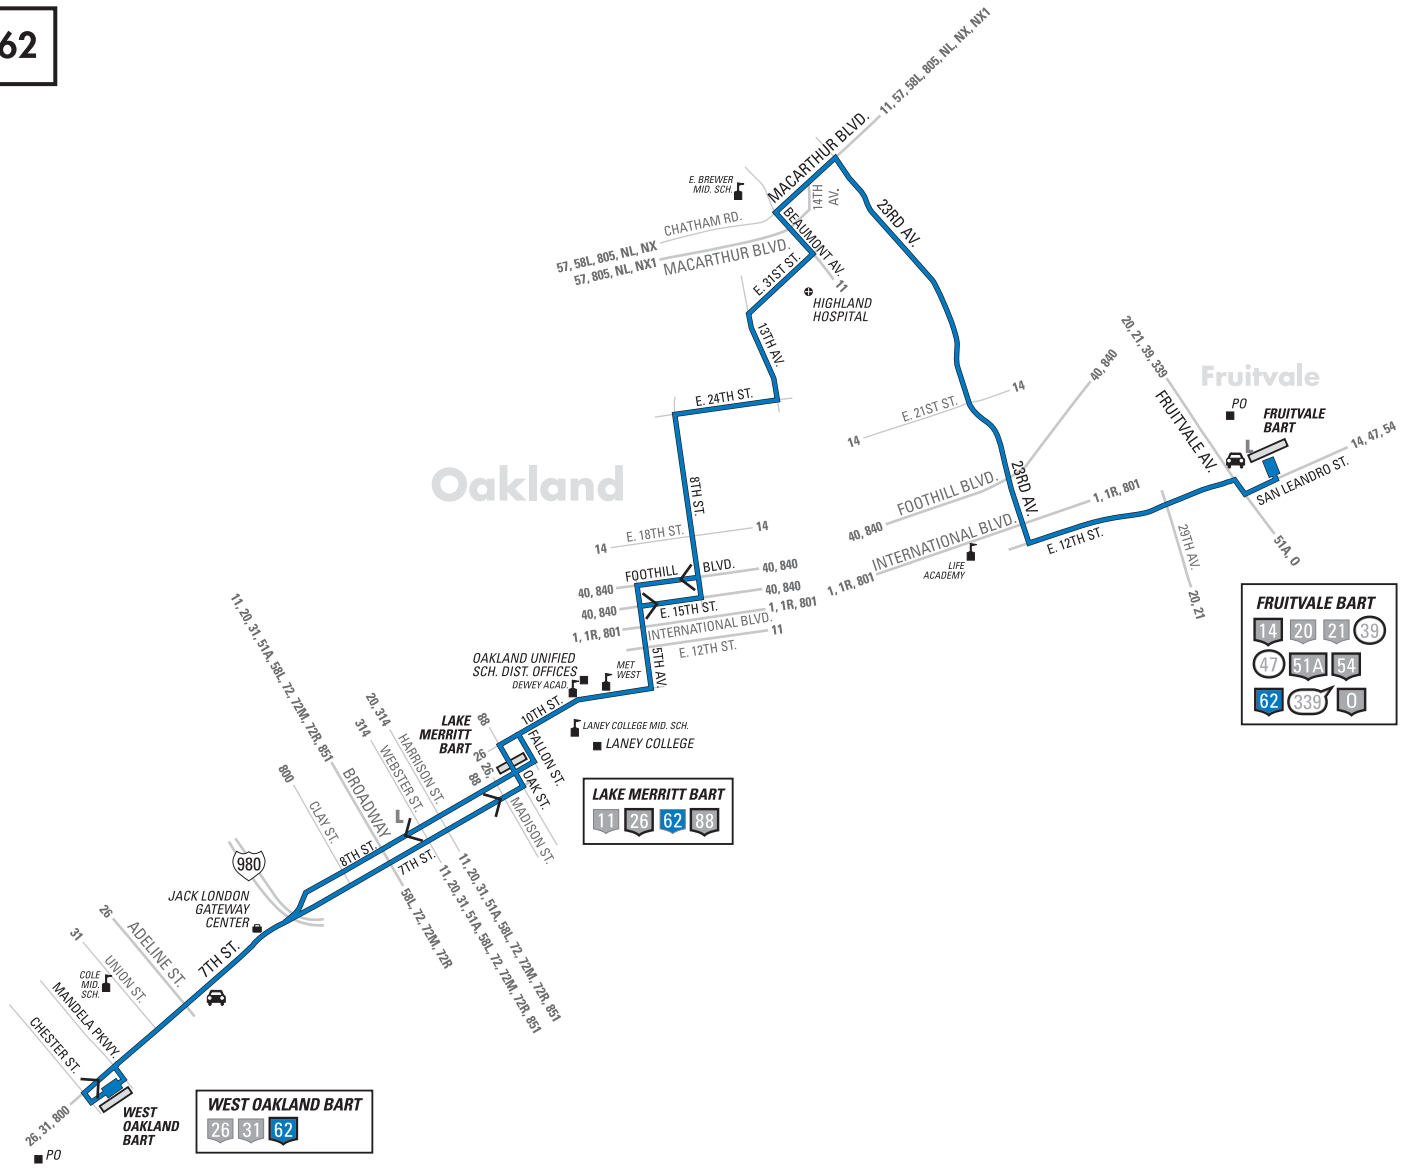 62
11, 57, 58L, 805, NL, NX, NX1
MACARTHUR BLVD.
E. BREWER
MID. SCH.
14TH
AV.
23RD AV.
CHATHAM RD.
BEAUMONT AV.
57, 58L, 805, NL, NX
57, 805, NL, NX1
MACARTHUR BLVD.
E. 31ST ST.
11
HIGHLAND
HOSPITAL
13TH AV.
20, 21, 39, 339
40, 840
Fruitvale
E. 24TH ST.
E. 21ST ST.
14
14
FRUITVALE AV.
PO
FRUITVALE
BART
L
14, 47, 54
SAN LEANDRO ST.
Oakland
8TH ST.
23RD AV.
FOOTHILL BLVD.
40, 840
1, 1R, 801
INTERNATIONAL BLVD.
1, 1R, 801
E. 12TH ST.
29TH AV.
20, 21
51A, O
LIFE
ACADEMY
E. 18TH ST.
14
14
FOOTHILL BLVD.
40, 840
40, 840
40, 840
40, 840
E. 15TH ST.
1, 1R, 801
1, 1R, 801
INTERNATIONAL BLVD.
E. 12TH ST.
11
5TH AV.
FRUITVALE BART
14 20 21 39
47 51A 54
62 339 O
OAKLAND UNIFIED
SCH. DIST. OFFICES
DEWEY ACAD.
MET
WEST
10TH ST.
LANEY COLLEGE MID. SCH.
LANEY COLLEGE
LAKE
MERRITT
BART
88
FALLON ST.
26
26,
88
OAK ST.
MADISON ST.
11, 20, 31, 51A, 58L, 72, 72M, 72R, 851
20, 314
314
HARRISON ST.
WEBSTER ST.
BROADWAY
800
CLAY ST.
L
8TH ST.
7TH ST.
LAKE MERRITT BART
11 26 62 88
980
JACK LONDON
GATEWAY
CENTER
58L, 72, 72M, 72R
11, 20, 31, 51A, 58L, 72, 72M, 72R, 851
11, 20, 31, 51A, 58L, 72, 72M, 72R, 851
26
ADELINE ST.
31
UNION ST.
7TH ST.
COLE
MID.
SCH.
MANDELA PKWY.
CHESTER ST.
26, 31, 800
WEST
OAKLAND
BART
PO
WEST OAKLAND BART
26 31 62